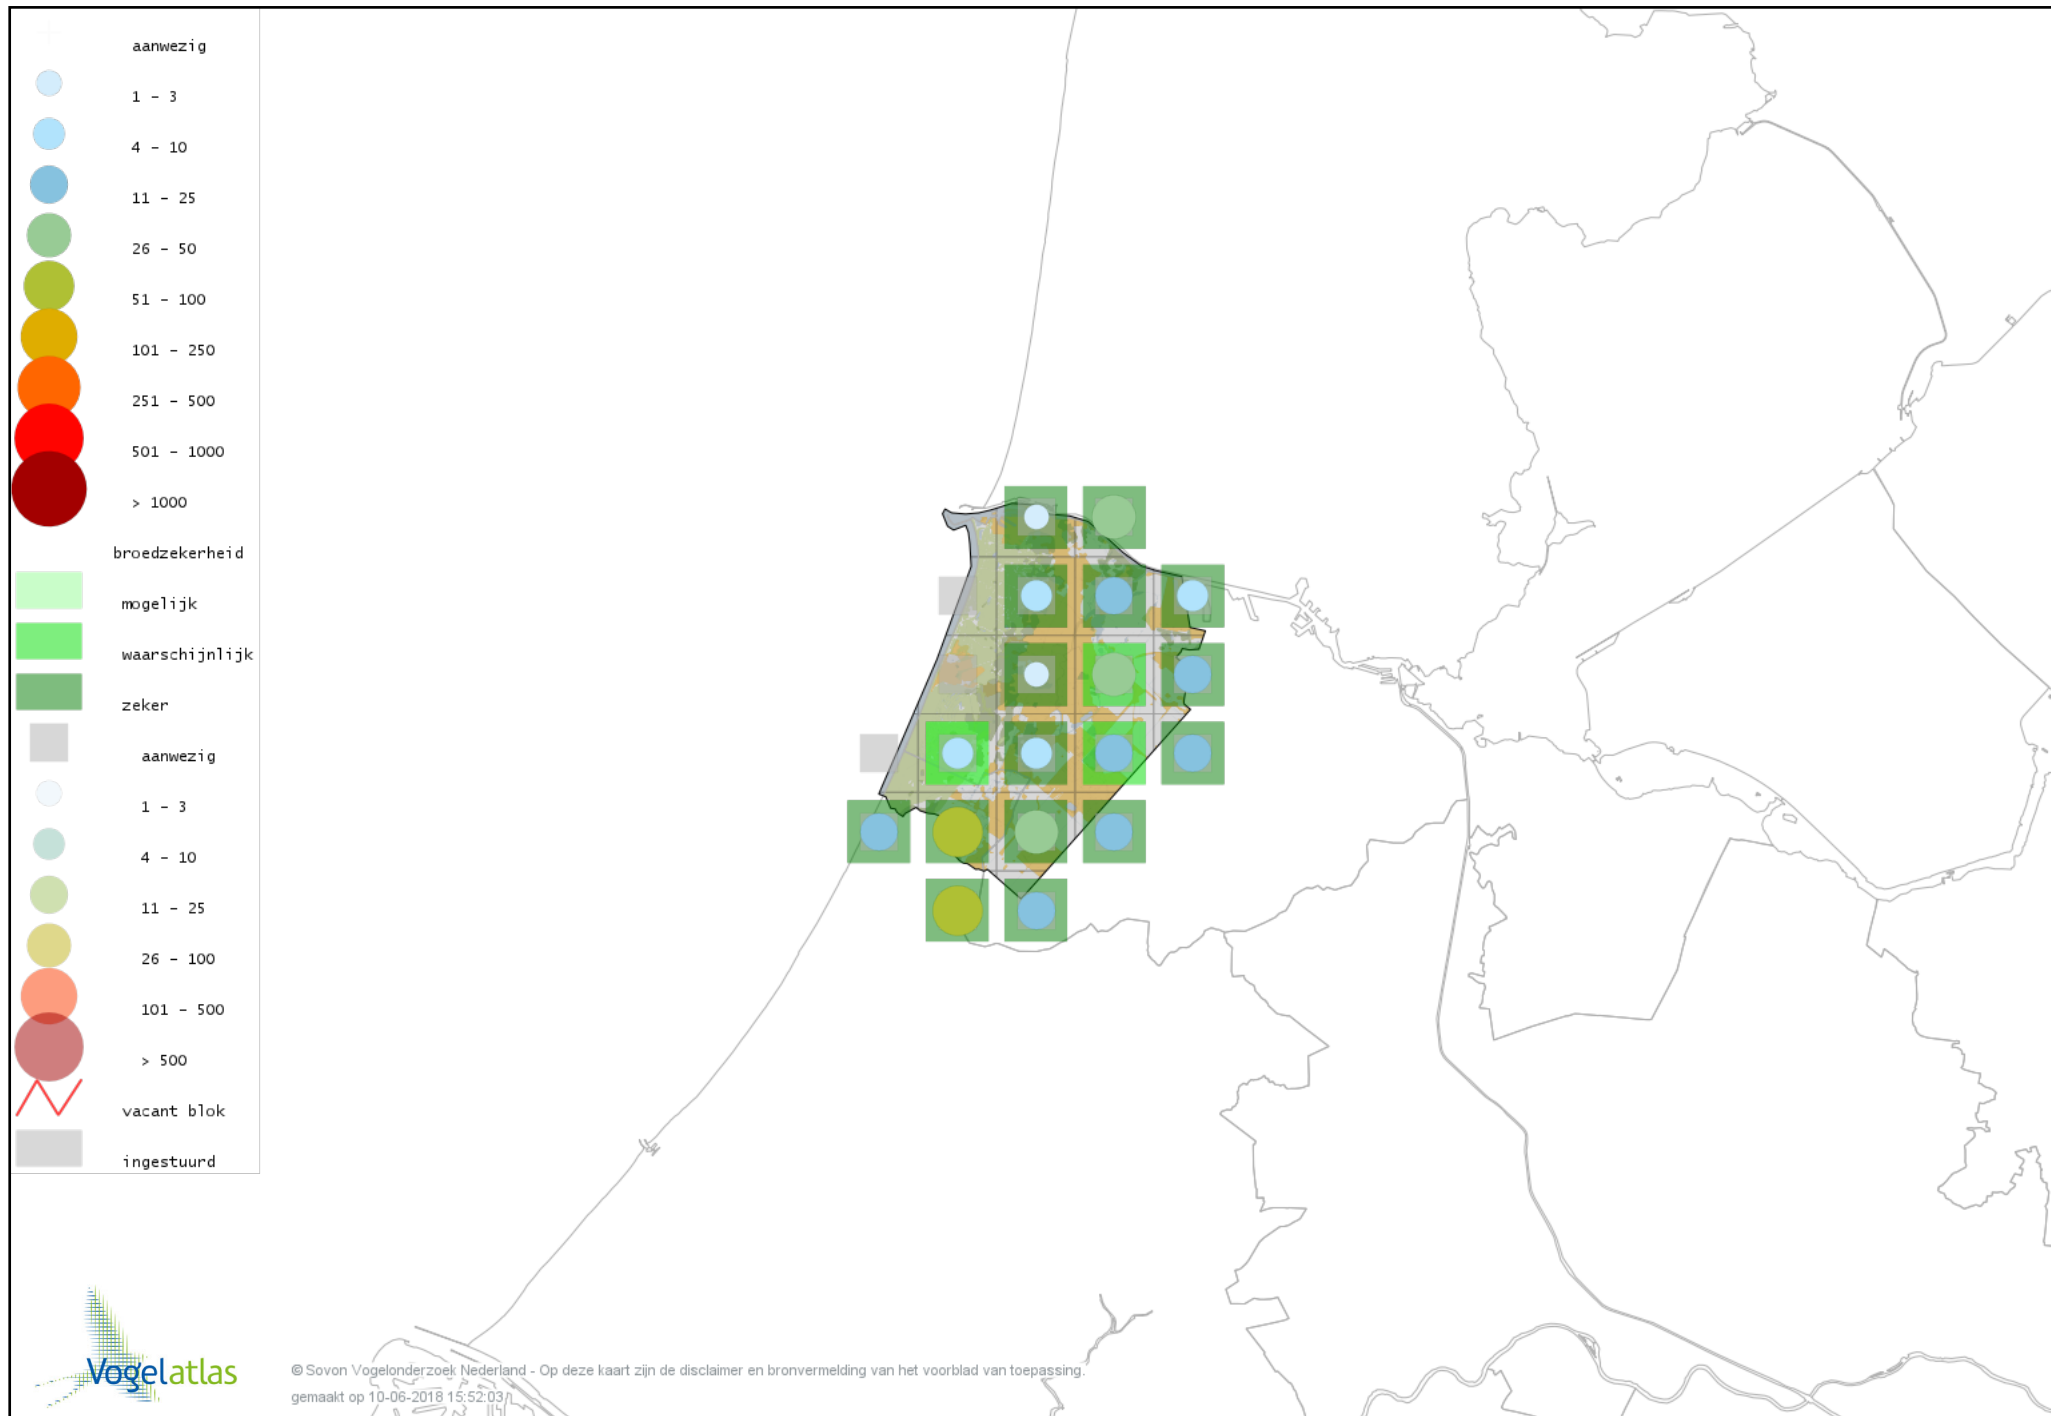 aanwezig
1 - 3
4 - 10
11 - 25
26 - 50
51 - 100
101 - 250
251 - 500
501 - 1000
> 1000
broedzekerheid
mogelijk
waarschijnlijk
zeker
aanwezig
1 - 3
4 - 10
11 - 25
26 - 100
101 - 500
> 500
vacant blok
ingestuurd
Vogelatlas
© Sovon Vogelonderzoek Nederland - Op deze kaart zijn de disclaimer en bronvermelding van het voorblad van toepassing.
gemaakt op 10-06-2018 15:52:03